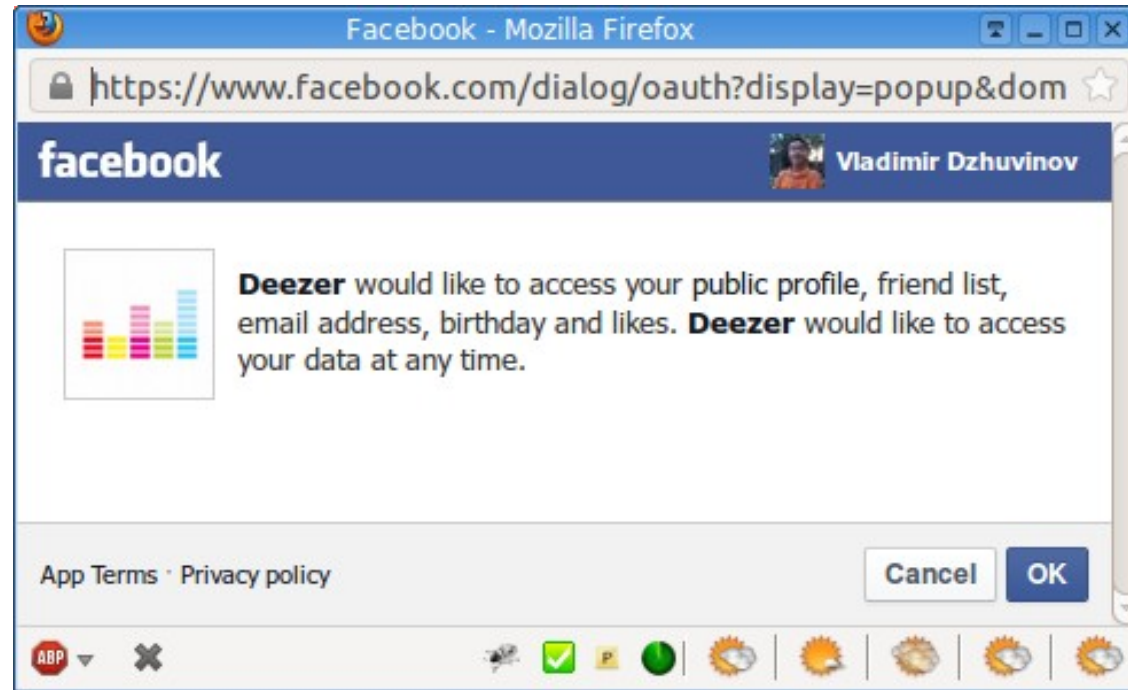 Facebook - Mozilla Firefox
https://www.facebook.com/dialog/oauth?display=popup&dom
facebook
Vladimir Dzhuvinov
Deezer would like to access your public profile, friend list,
email address, birthday and likes. Deezer would like to access
your data at any time.
App Terms · Privacy policy
Cancel
OK
ABP
P